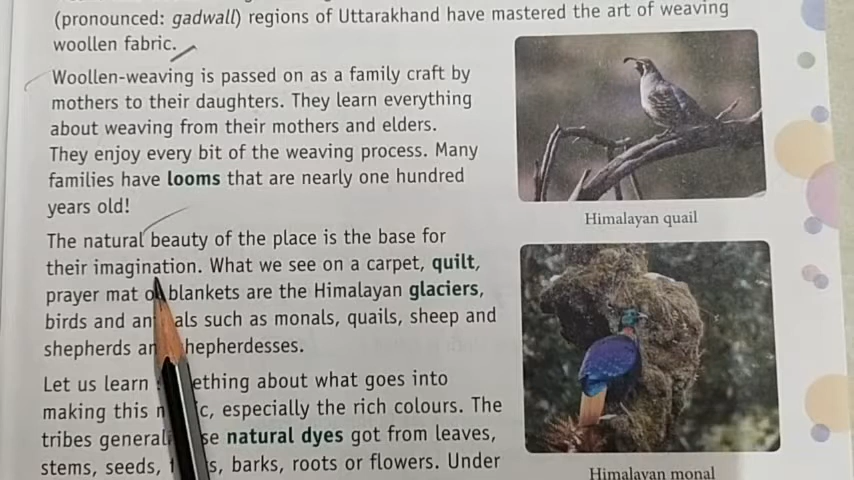 (pronounced: gadwall) regions of Uttarakhand have mastered the art of weaving
woollen fabric.
Woollen-weaving is passed on as a family craft by
mothers to their daughters. They learn everything
about weaving from their mothers and elders.
They enjoy every bit of the weaving process. Many
families have looms that are nearly one hundred
years old!
The natural beauty of the place is the base for
their imagination. What we see on a carpet, quilt,
prayer mat blankets are the Himalayan glaciers,
birds and such as monals, quails, sheep and
shepherds
Let us learn about what goes into
making this especially the rich colours. The
tribes natural dyes got from leaves,
stems, seeds, barks, roots or flowers. Under
Himalayan quail
Himalayan monal